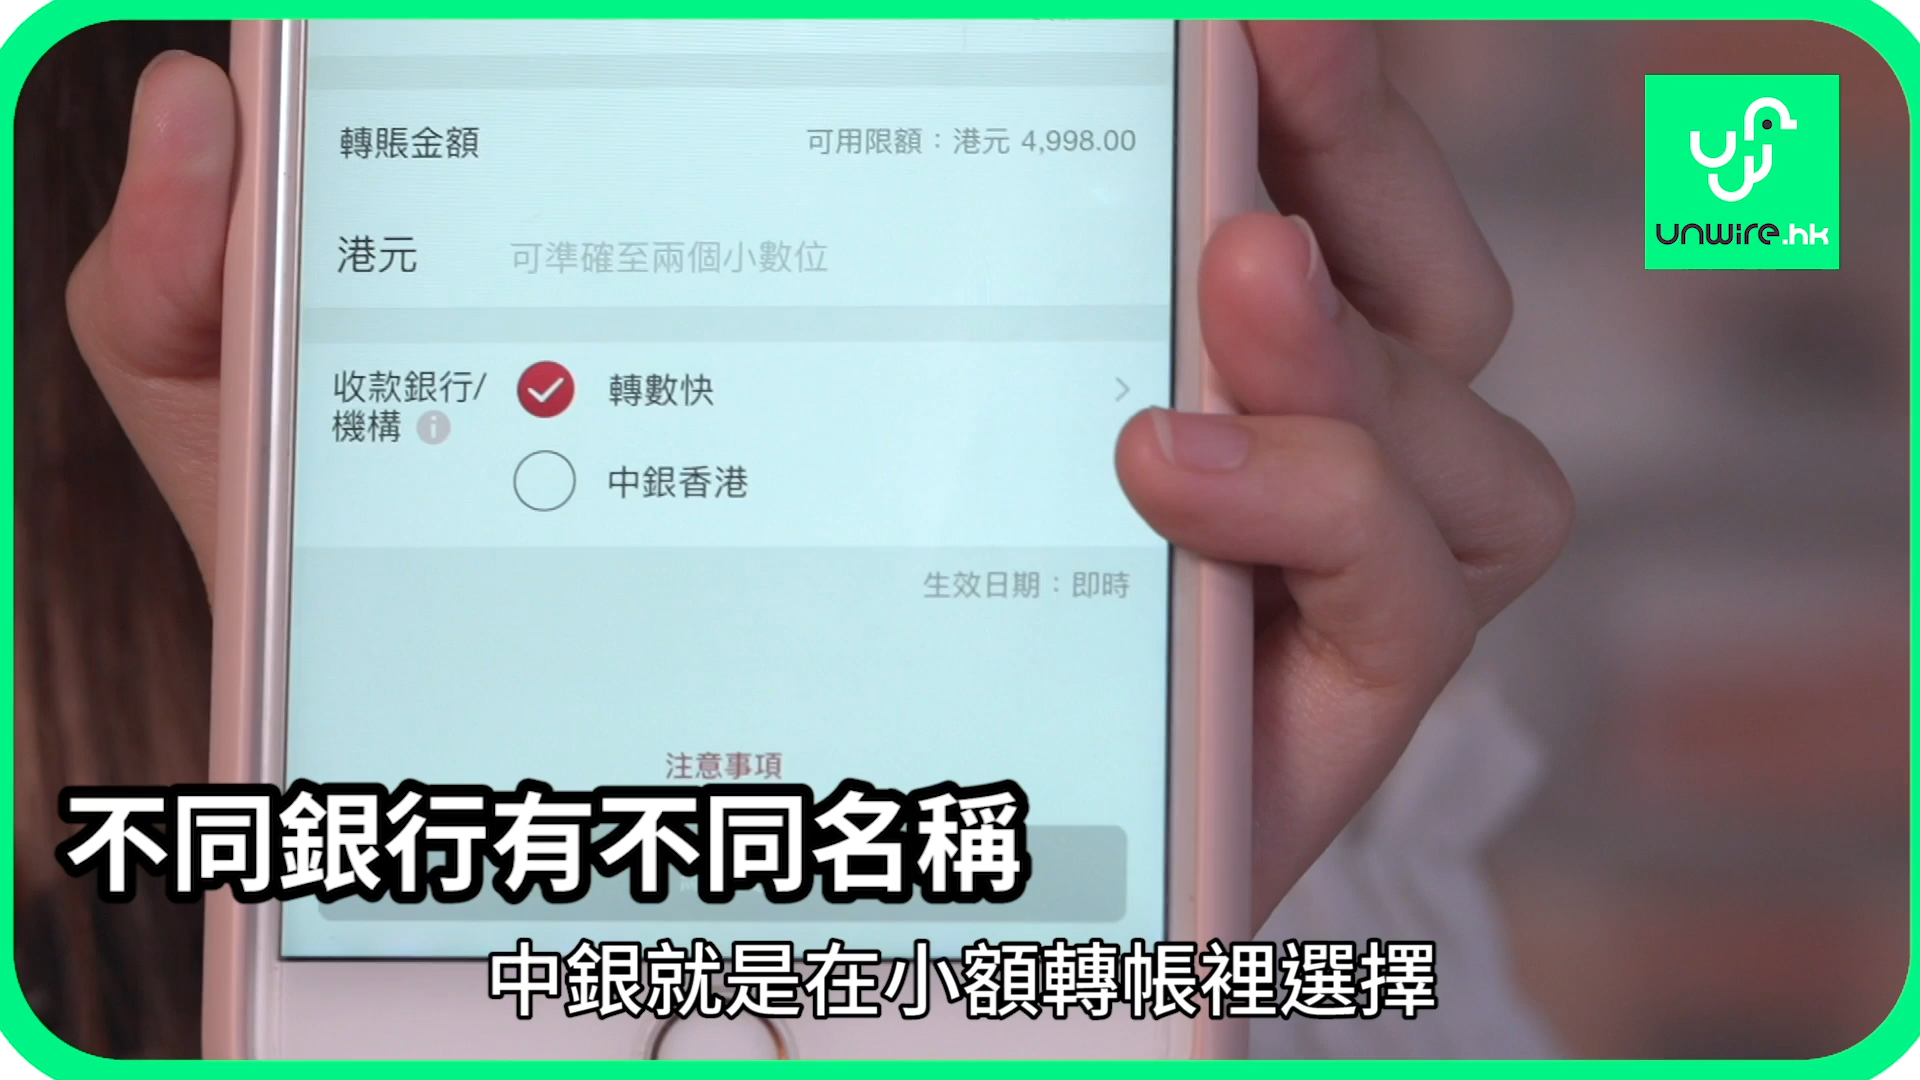 轉賬金額
可用限額：港元 4,998.00
港元
可準確至兩個小數位
收款銀行/
機構
轉數快
中銀香港
生效日期：即時
注意事項
不同銀行有不同名稱
中銀就是在小額轉帳裡選擇
unwire.hk